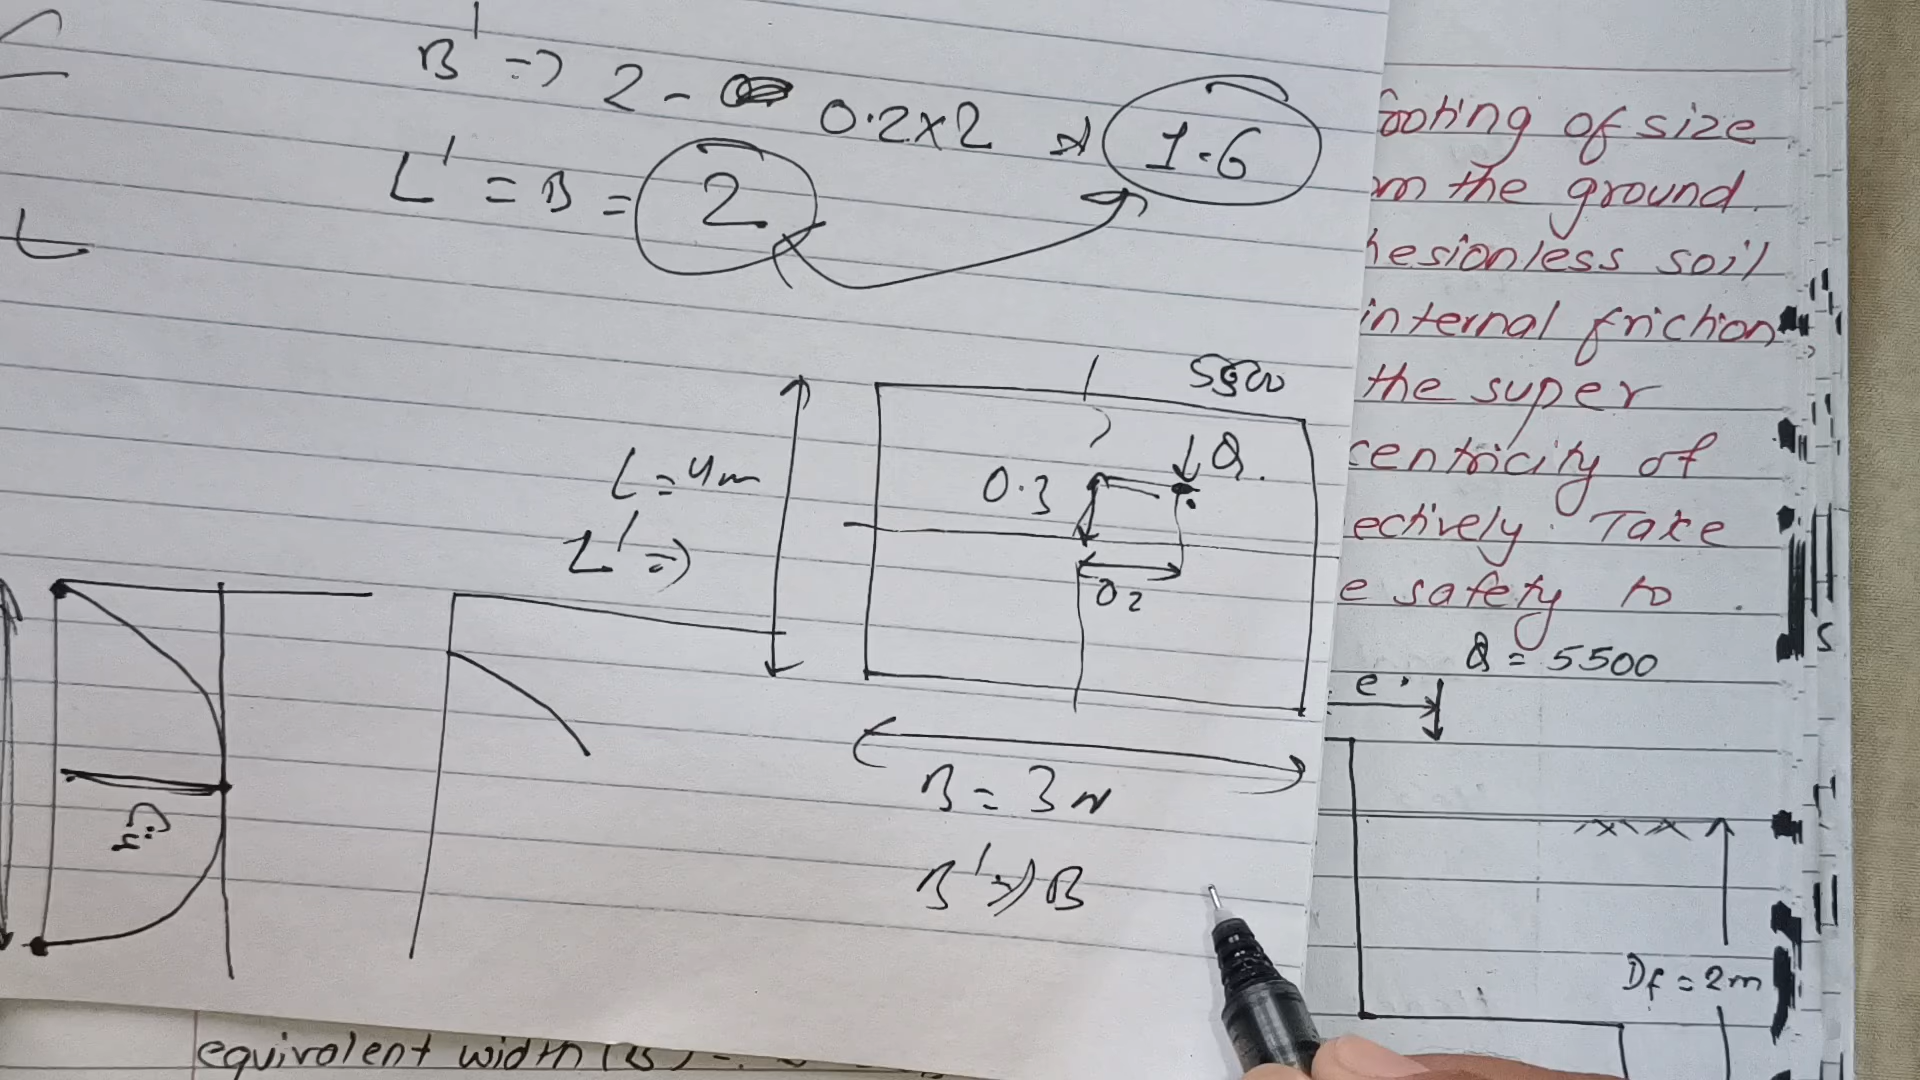 B' => 2 - 0.2x2 => 1.6
L' = B = 2
L = 4m
L' =>
5500
Q.
0.3
0.2
B = 3m
B' => B
h
footing of size
om the ground.
hesionless soil
internal friction
the super
centricity of
ectively. Take
e safety to
Q = 5500
e
Df = 2m
equivalent width (B') =